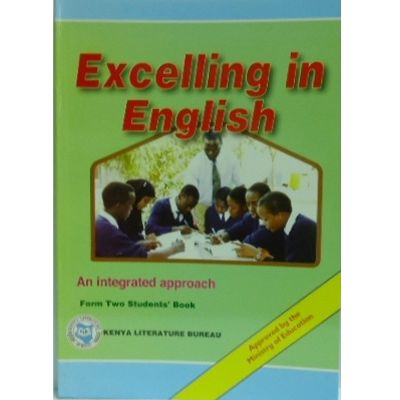 Excelling in
English
An integrated approach
Form Two Students' Book
KENYA LITERATURE BUREAU
Approved by the
Ministry of Education